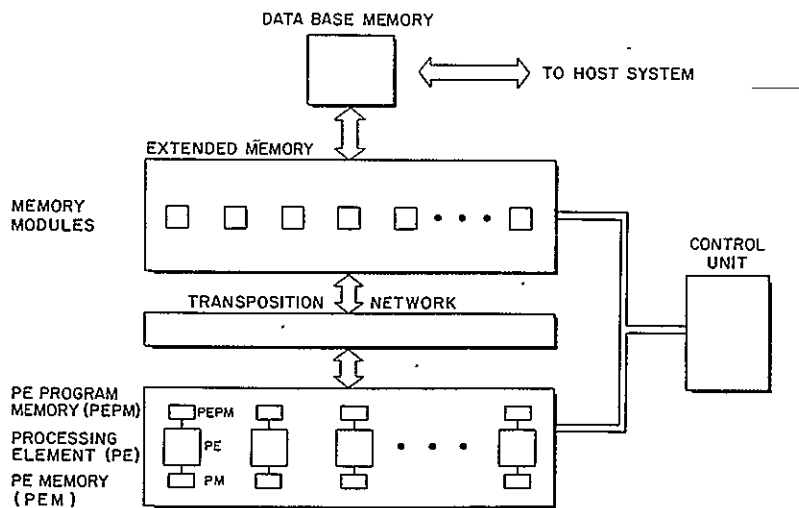 DATA BASE MEMORY
TO HOST SYSTEM
EXTENDED MEMORY
MEMORY
MODULES
CONTROL
UNIT
TRANSPOSITION NETWORK
PE PROGRAM
MEMORY (PEPM)
PEPM
PROCESSING
ELEMENT (PE)
PE
PE MEMORY
(PEM)
PM